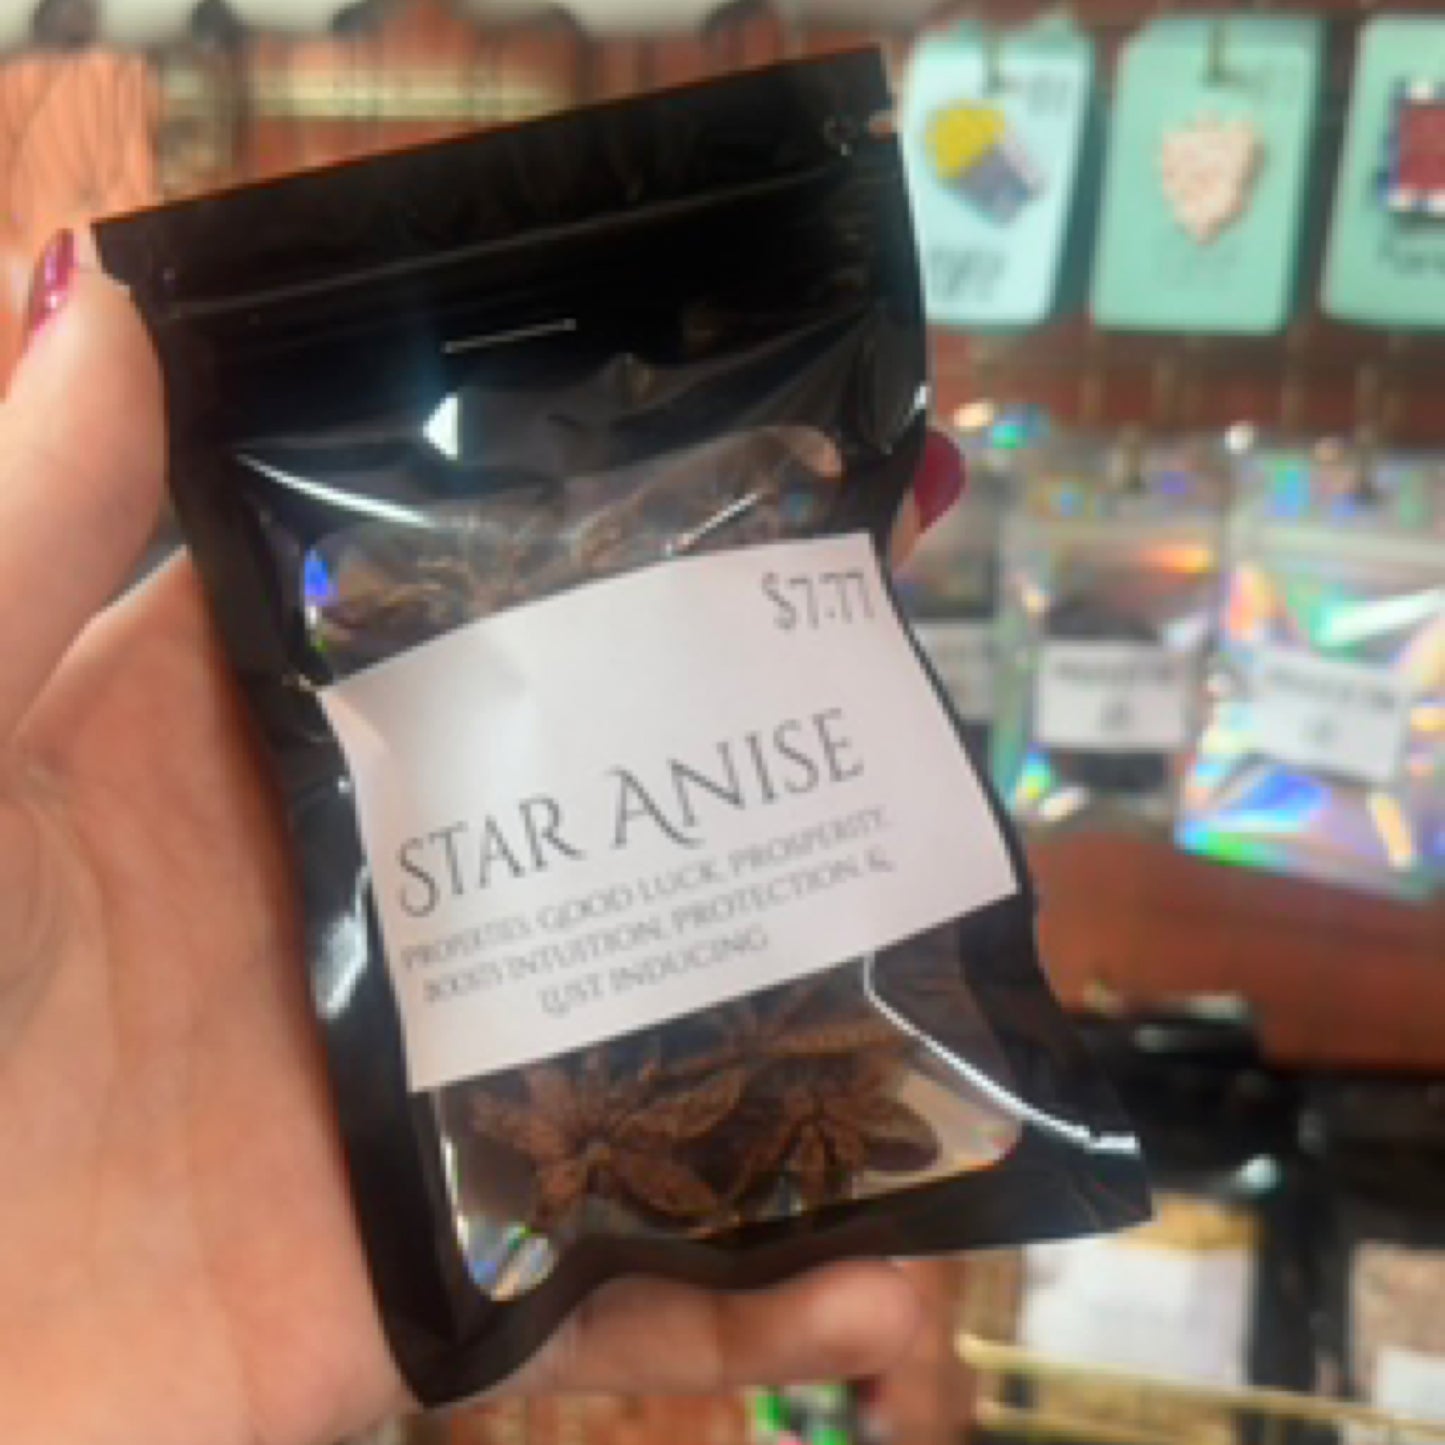 $7.77
STAR ANISE
PROPERTIES: GOOD LUCK, PROSPERITY,
BOOSTS INTUITION, PROTECTION &
LUST INDUCING